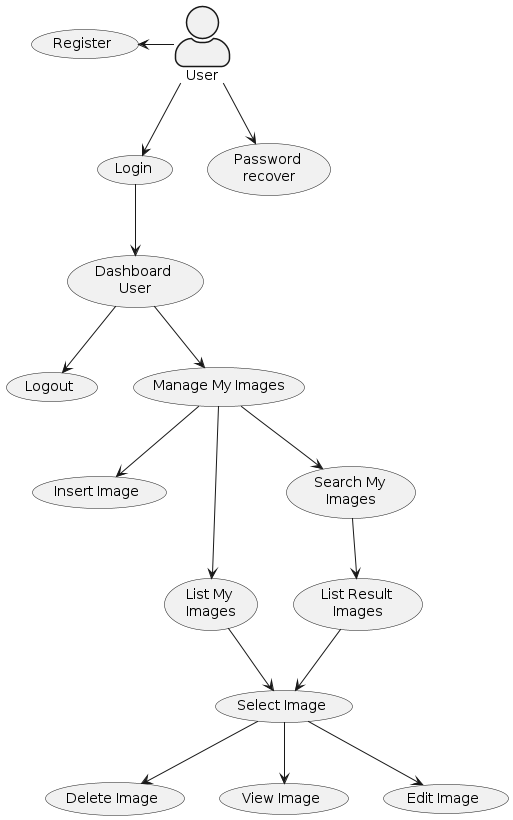 Register
User
Login
Password
recover
Dashboard
User
Logout
Manage My Images
Insert Image
Search My
Images
List My
Images
List Result
Images
Select Image
Delete Image
View Image
Edit Image